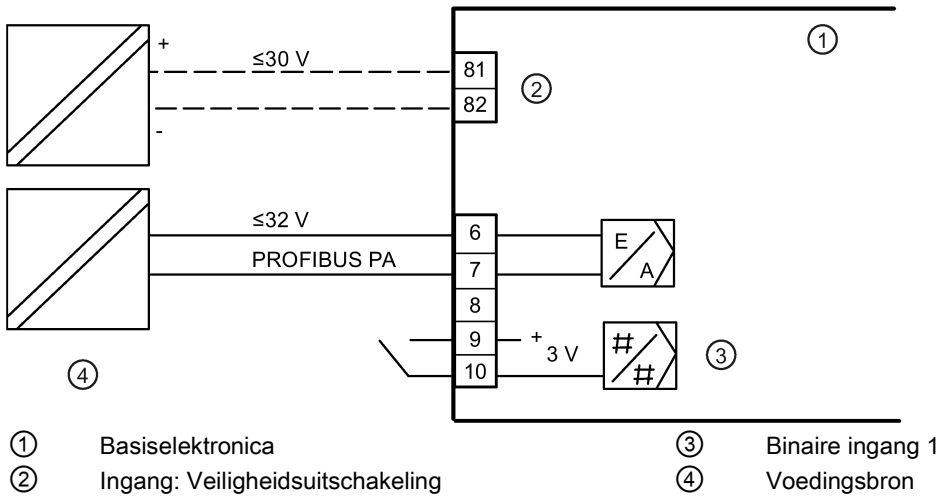 ①
+
≤30 V
81
②
82
-
≤32 V
6
E
A
PROFIBUS PA
7
8
9
+
3 V
#
#
③
10
④
① Basiselektronica
③ Binaire ingang 1
② Ingang: Veiligheidsuitschakeling
④ Voedingsbron